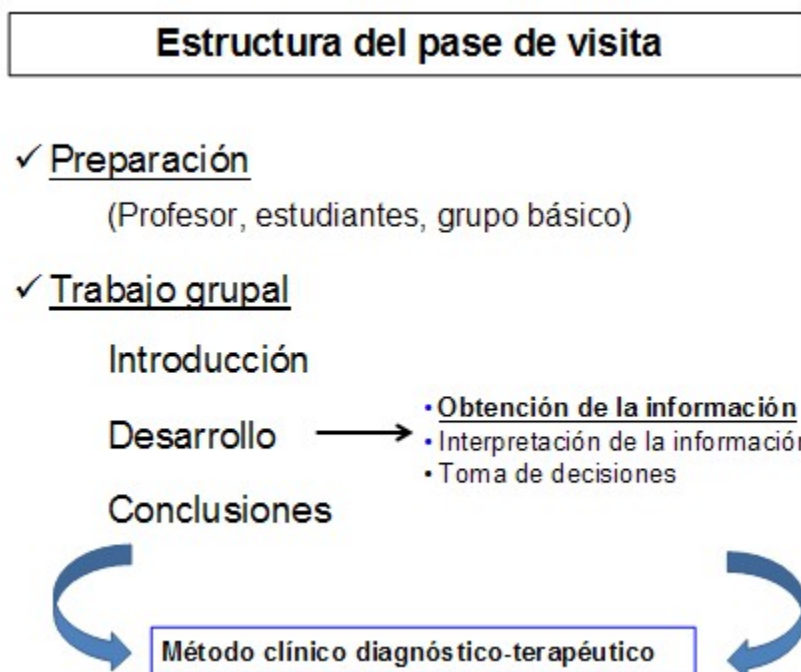 Estructura del pase de visita
✓ Preparación
(Profesor, estudiantes, grupo básico)
✓ Trabajo grupal
Introducción
Desarrollo
• Obtención de la información
• Interpretación de la información
• Toma de decisiones
Conclusiones
Método clínico diagnóstico-terapéutico